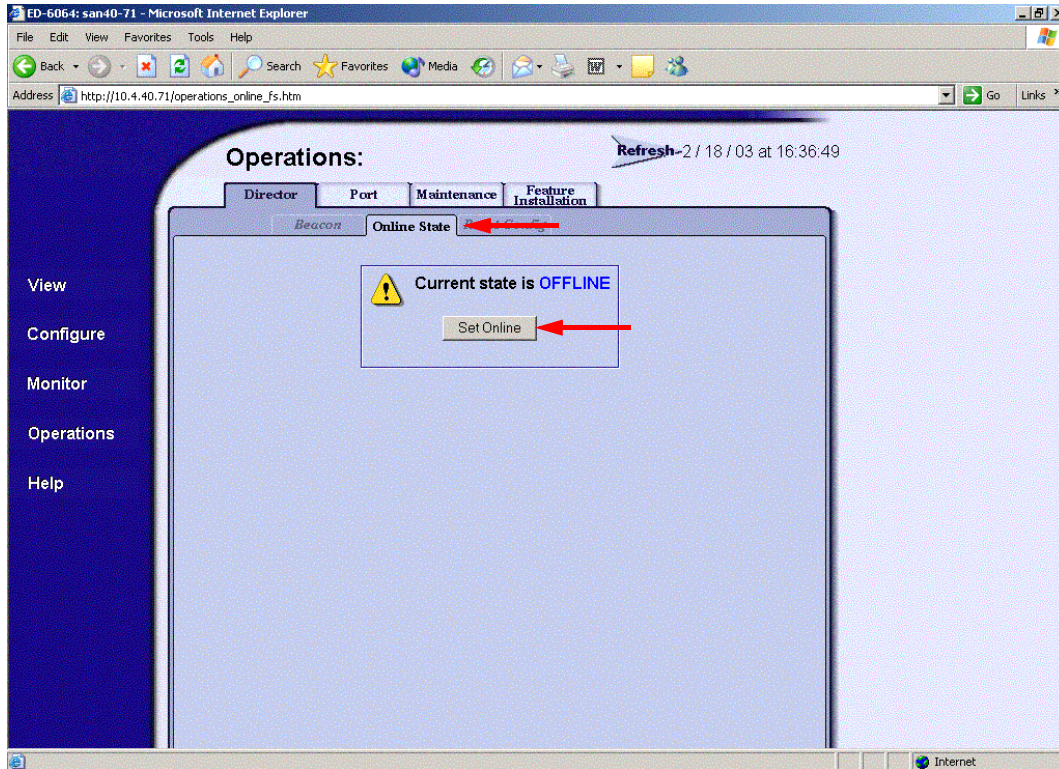 ED-6064: san40-71 - Microsoft Internet Explorer
File Edit View Favorites Tools Help
Back Search Favorites Media
Address http://10.4.40.71/operations_online_fs.htm Go Links »
Operations:
Refresh-2 / 18 / 03 at 16:36:49
Director Port Maintenance Feature Installation
Beacon Online State
View
Configure
Monitor
Operations
Help
Current state is OFFLINE
Set Online
Internet